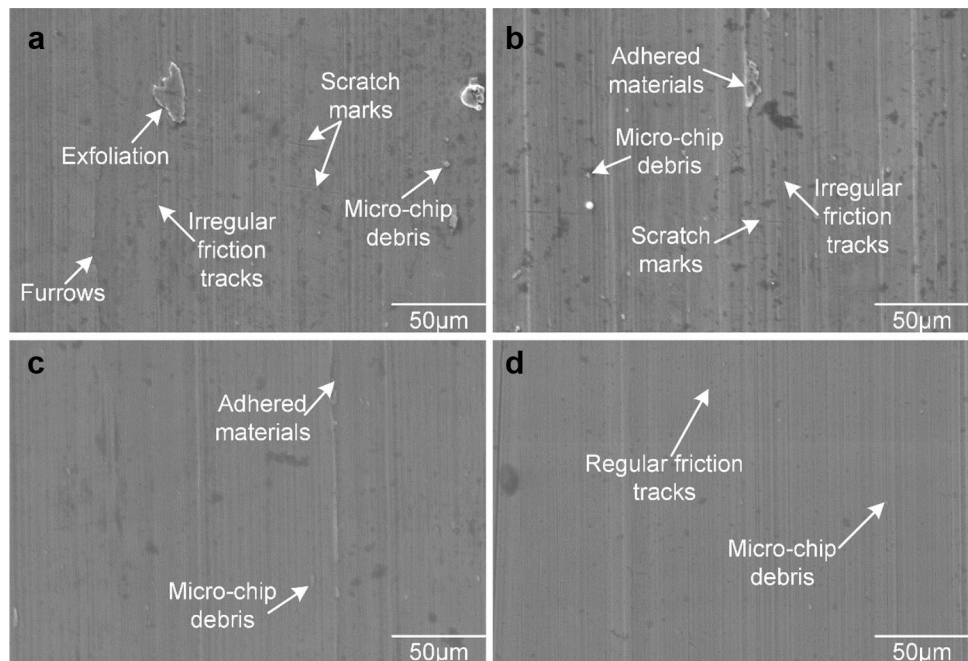 a
Scratch
marks
Exfoliation
Micro-chip
debris
Irregular
friction
tracks
Furrows
50μm
b
Adhered
materials
Micro-chip
debris
Irregular
friction
tracks
Scratch
marks
50μm
c
Adhered
materials
Micro-chip
debris
50μm
d
Regular friction
tracks
Micro-chip
debris
50μm